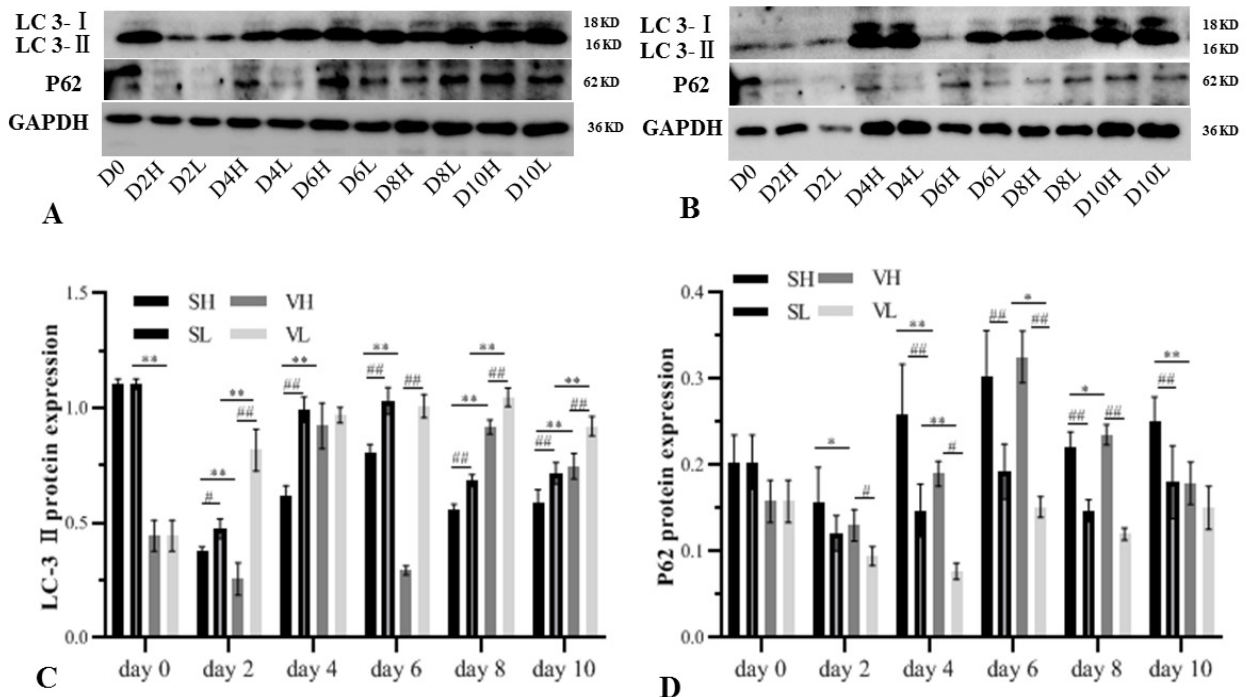 LC 3- I
LC 3- II
P62
GAPDH
18 KD
16 KD
62 KD
36 KD
D0 D2H D2L D4H D4L D6H D6L D8H D8L D10H D10L
A
LC 3- I
LC 3- II
P62
GAPDH
18 KD
16 KD
62 KD
36 KD
D0 D2H D2L D4H D4L D6H D6L D8H D8L D10H D10L
B
LC-3 II protein expression
1.5
1.0
0.5
0.0
SH VH
SL VL
**
** # ** ##
## **
** ## ##
** ## ** ##
## ** ** ##
day 0 day 2 day 4 day 6 day 8 day 10
C
P62 protein expression
0.4
0.3
0.2
0.1
0.0
SH VH
SL VL
* #
** ## ** #
## * ##
* ## ##
** ##
day 0 day 2 day 4 day 6 day 8 day 10
D